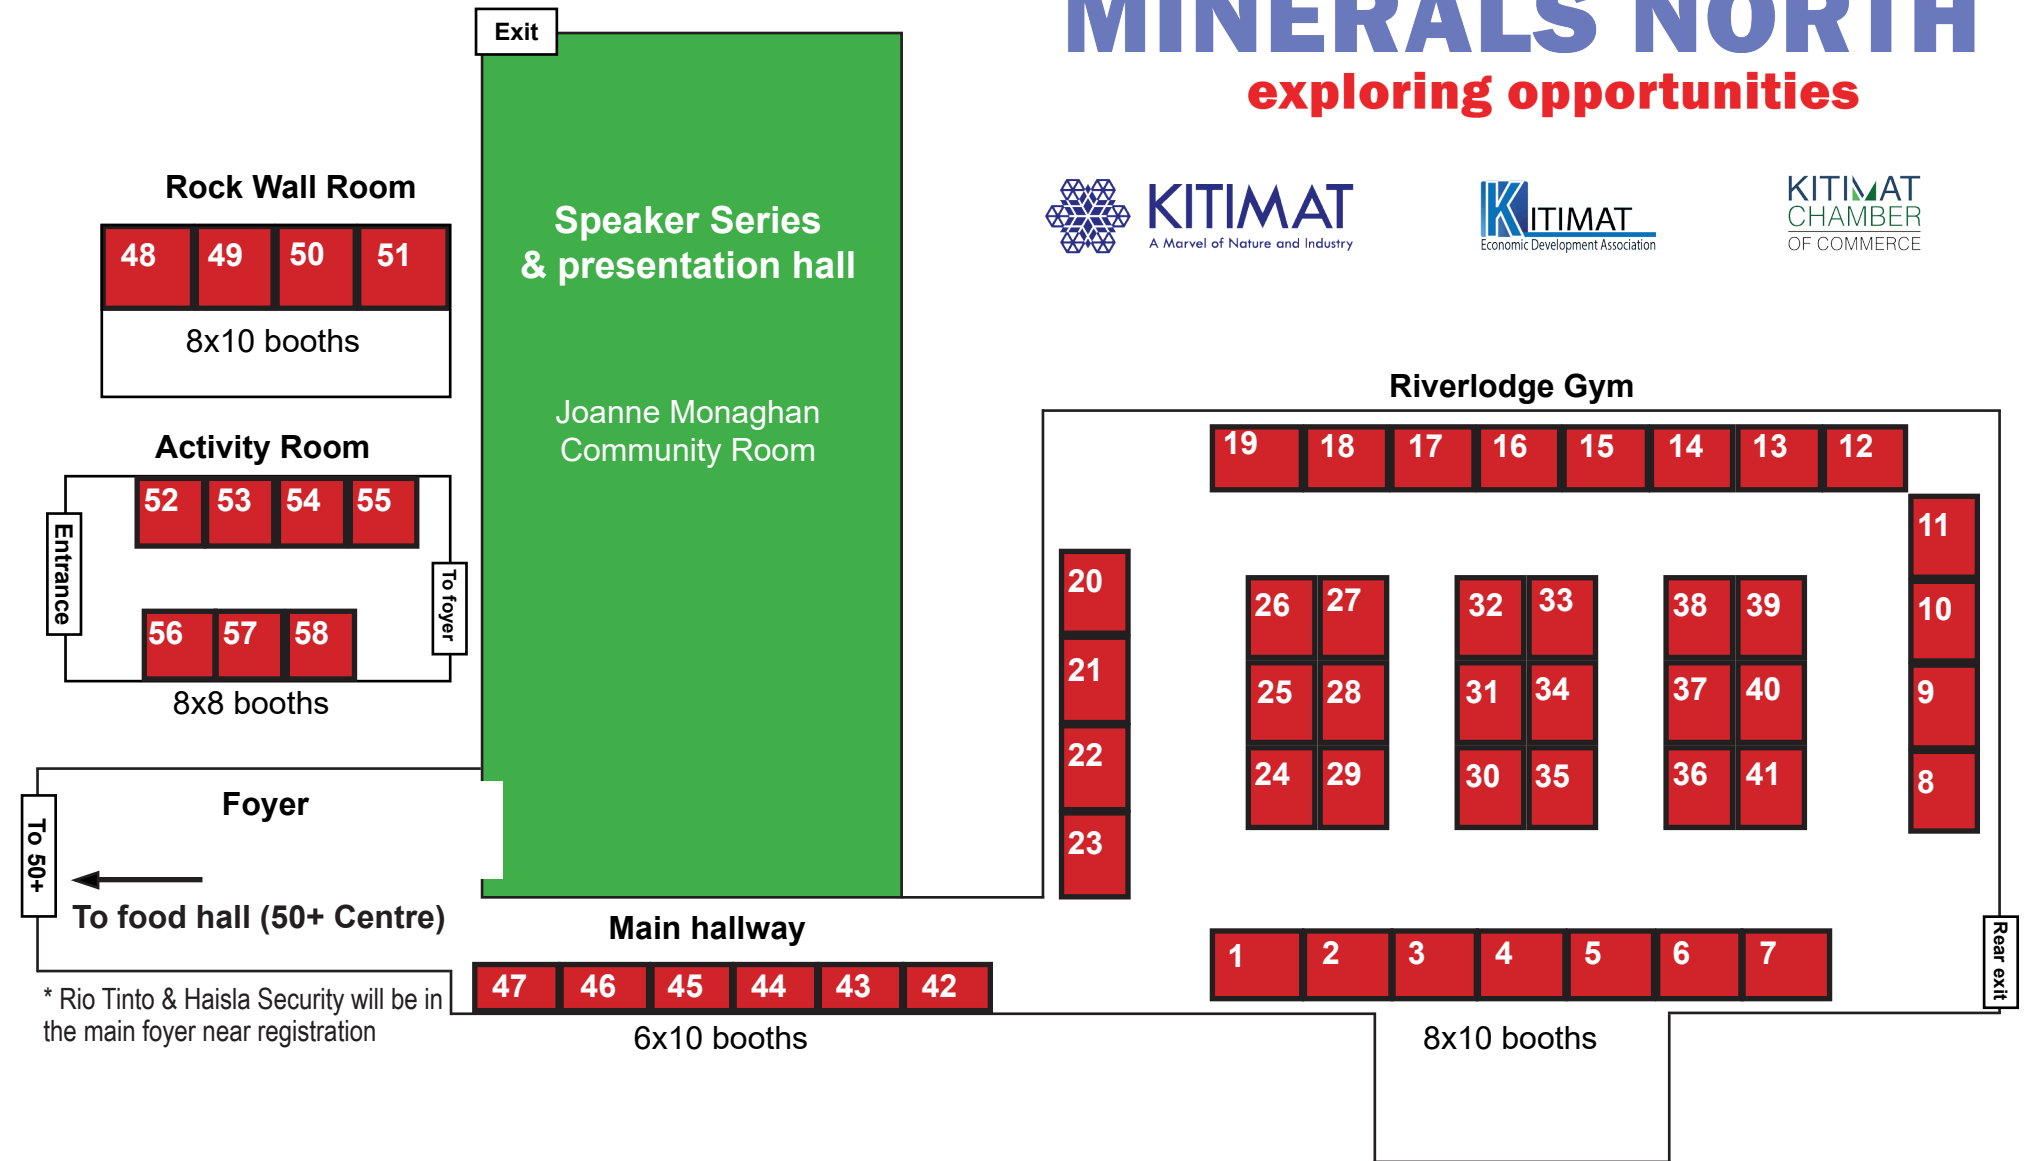 MINERALS NORTH
exploring opportunities
KITIMAT
A Marvel of Nature and Industry
KITIMAT
Economic Development Association
KITIMAT
CHAMBER
OF COMMERCE
Exit
Speaker Series
& presentation hall
Joanne Monaghan
Community Room
Rock Wall Room
48 49 50 51
8x10 booths
Activity Room
Entrance
52 53 54 55
To foyer
56 57 58
8x8 booths
Foyer
To 50+
To food hall (50+ Centre)
* Rio Tinto & Haisla Security will be in
the main foyer near registration
Main hallway
47 46 45 44 43 42
6x10 booths
Riverlodge Gym
19 18 17 16 15 14 13 12
11
10
9
8
20
21
22
23
26 27 32 33 38 39
25 28 31 34 37 40
24 29 30 35 36 41
1 2 3 4 5 6 7
Rear exit
8x10 booths